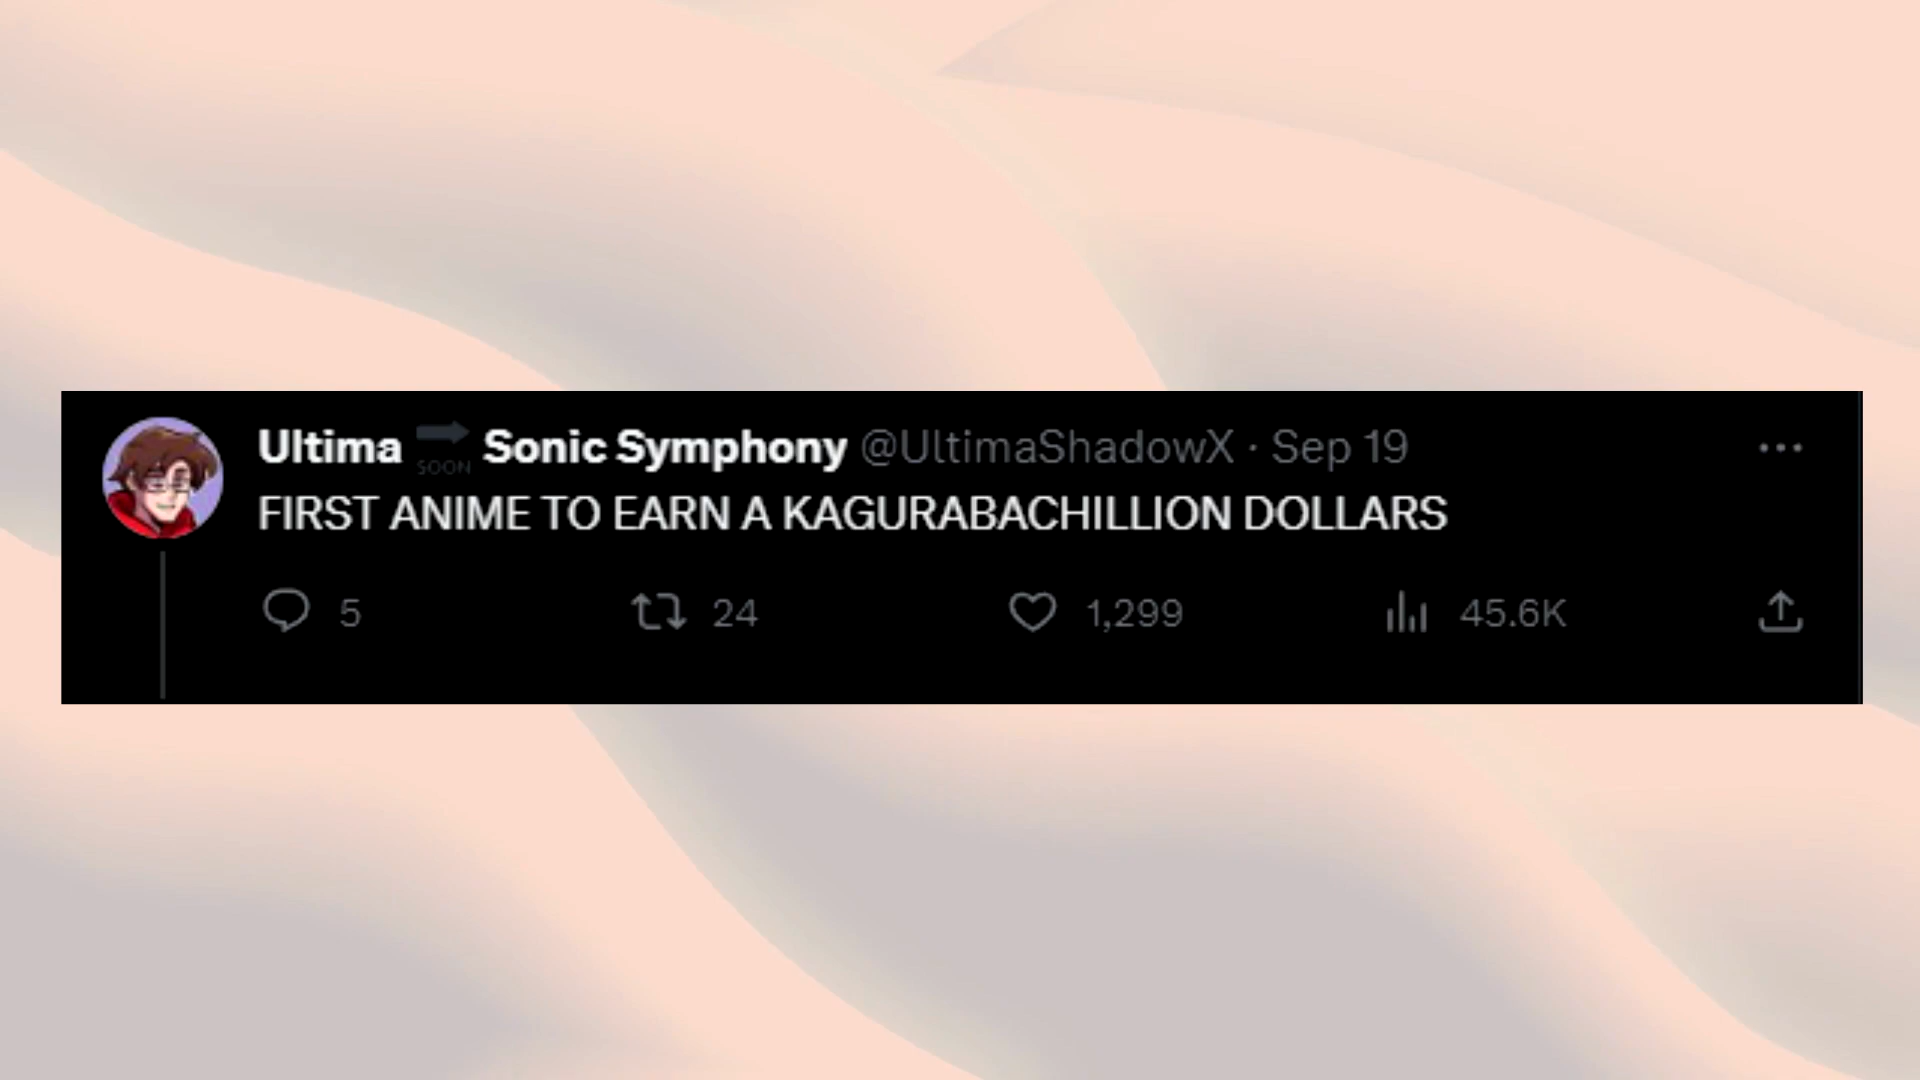 Ultima SOON Sonic Symphony @UltimaShadowX · Sep 19
FIRST ANIME TO EARN A KAGURABACHILLION DOLLARS
5 24 1,299 45.6K